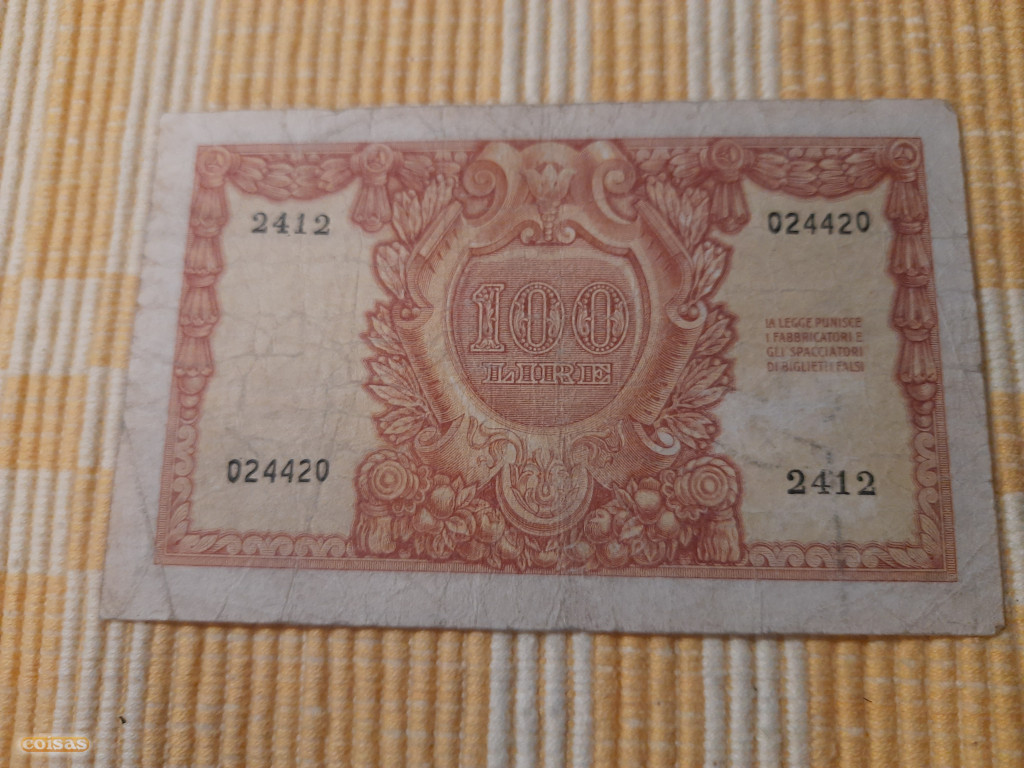 2412
024420
100
LIRE
LA LEGGE PUNISCE
I FABBRICATORI E
GLI SPACCIATORI
DI BIGLIETTI FALSI
024420
2412
coisas